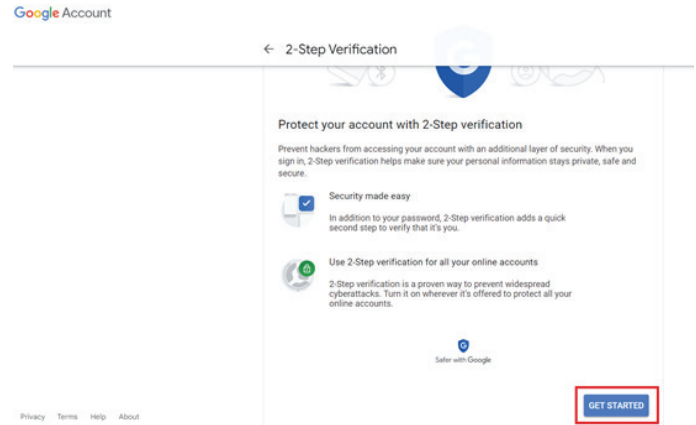 Google Account
← 2-Step Verification
Protect your account with 2-Step verification
Prevent hackers from accessing your account with an additional layer of security. When you
sign in, 2-Step verification helps make sure your personal information stays private, safe and
secure.
Security made easy
In addition to your password, 2-Step verification adds a quick
second step to verify that it's you.
Use 2-Step verification for all your online accounts
2-Step verification is a proven way to prevent widespread
cyberattacks. Turn it on wherever it's offered to protect all your
online accounts.
Safer with Google
GET STARTED
Privacy Terms Help About